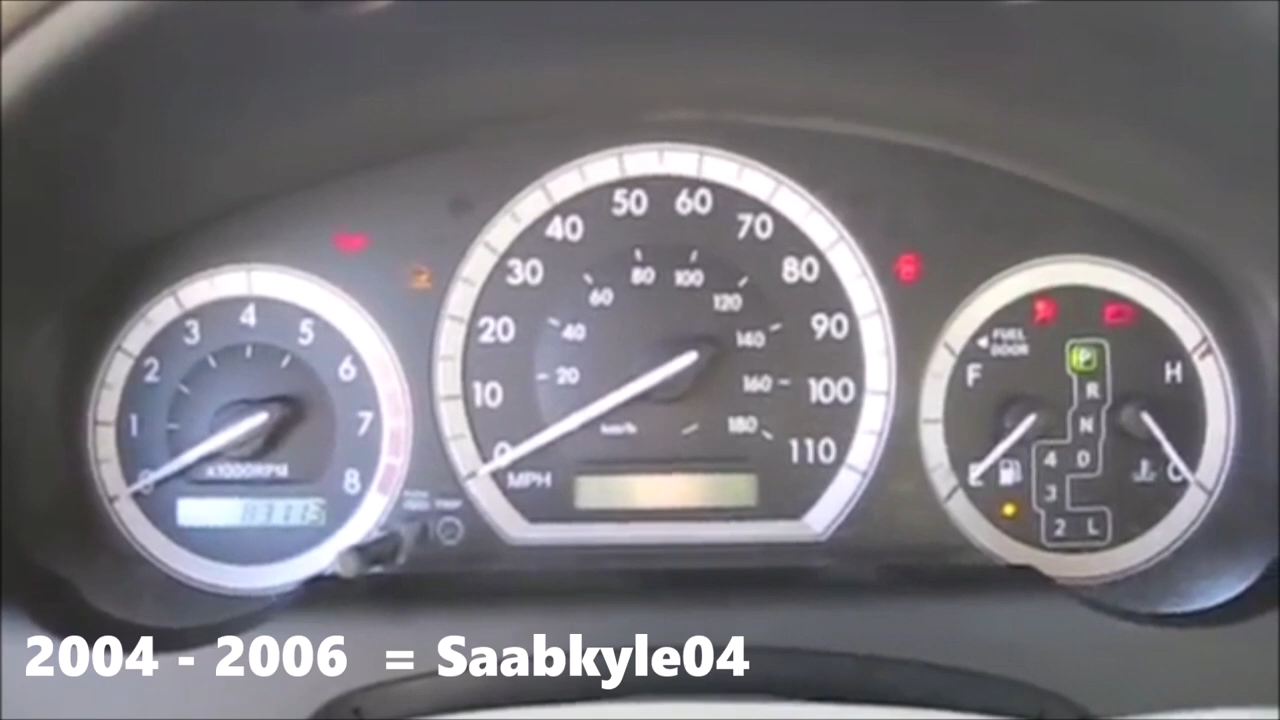 50 60
40 70
30 80
20 90
10 100
0 110
MPH
80 100
60 120
40 140
20 160
180
km/h
4
3 5
2 6
1 7
0 8
x1000RPM
FUEL
DOOR
F
E
H
C
P
R
N
4 D
3
2 L
2004 - 2006 = Saabkyle04